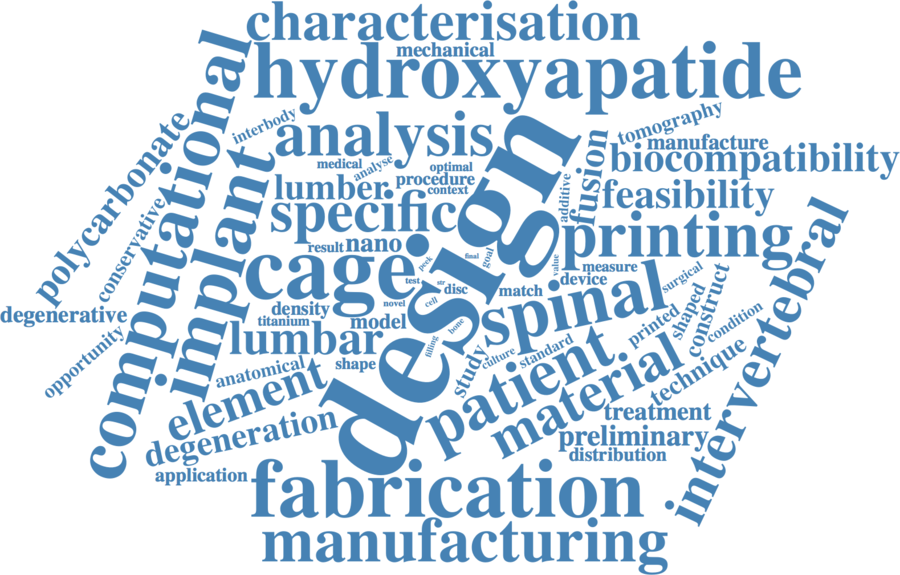 characterisation
mechanical
hydroxyapatide
computational
interbody
tomography
polycarbonate
analysis
manufacture
medical
analyse
optimal
biocompatibility
procedure
context
fusion
additive
feasibility
lumber
implant
conservative
specific
design
printing
result
nano
goal
final
value
intervertebral
cage
peek
measure
device
test
str
disc
match
surgical
degenerative
density
novel
cell
spinal
shaped
titanium
model
bone
printed
construct
condition
opportunity
lumbar
filling
study
culture
standard
technique
shape
anatomical
patient
material
element
treatment
degeneration
preliminary
distribution
application
fabrication
manufacturing